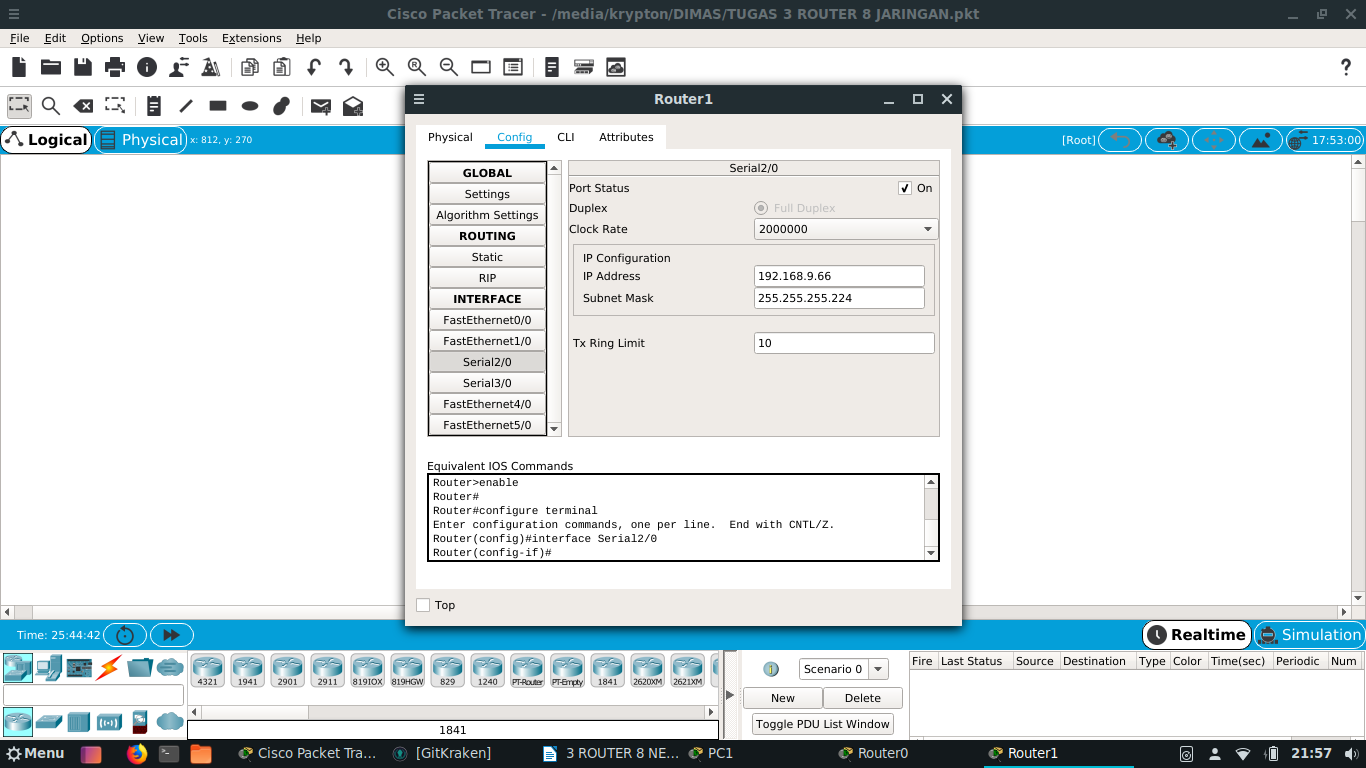 Cisco Packet Tracer - /media/krypton/DIMAS/TUGAS 3 ROUTER 8 JARINGAN.pkt
File Edit Options View Tools Extensions Help
?
Logical Physical x: 812, y: 270 [Root] 17:53:00
Router1
Physical Config CLI Attributes
GLOBAL
Settings
Algorithm Settings
ROUTING
Static
RIP
INTERFACE
FastEthernet0/0
FastEthernet1/0
Serial2/0
Serial3/0
FastEthernet4/0
FastEthernet5/0
Serial2/0
Port Status On
Duplex Full Duplex
Clock Rate 2000000
IP Configuration
IP Address 192.168.9.66
Subnet Mask 255.255.255.224
Tx Ring Limit 10
Equivalent IOS Commands
Router>enable
Router#
Router#configure terminal
Enter configuration commands, one per line.  End with CNTL/Z.
Router(config)#interface Serial2/0
Router(config-if)#
Top
Time: 25:44:42 Realtime Simulation
4321 1941 2901 2911 819IOX 819HGW 829 1240 PT-Router PT-Empty 1841 2620XM 2621XM
1841
Scenario 0
New Delete
Toggle PDU List Window
Fire Last Status Source Destination Type Color Time(sec) Periodic Num
Menu Cisco Packet Tra... [GitKraken] 3 ROUTER 8 NE... PC1 Router0 Router1 21:57